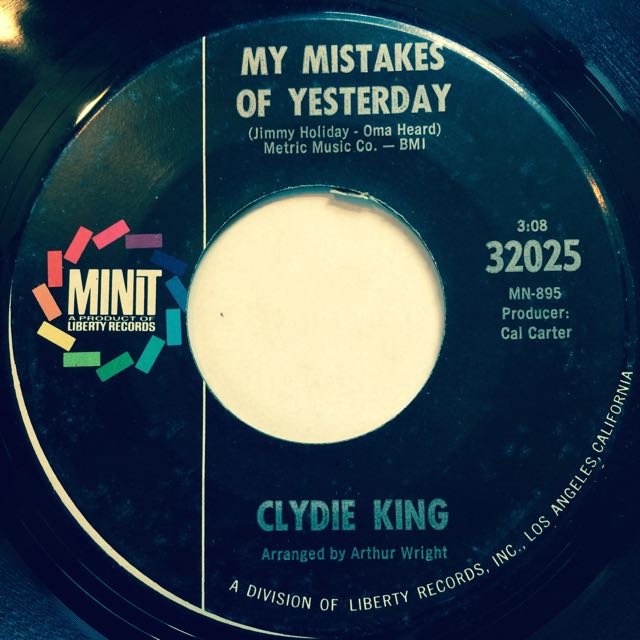 MY MISTAKES
OF YESTERDAY
(Jimmy Holiday - Oma Heard)
Metric Music Co. — BMI
MINIT
A PRODUCT OF
LIBERTY RECORDS
3:08
32025
MN-895
Producer:
Cal Carter
CLYDIE KING
Arranged by Arthur Wright
A DIVISION OF LIBERTY RECORDS, INC., LOS ANGELES, CALIFORNIA